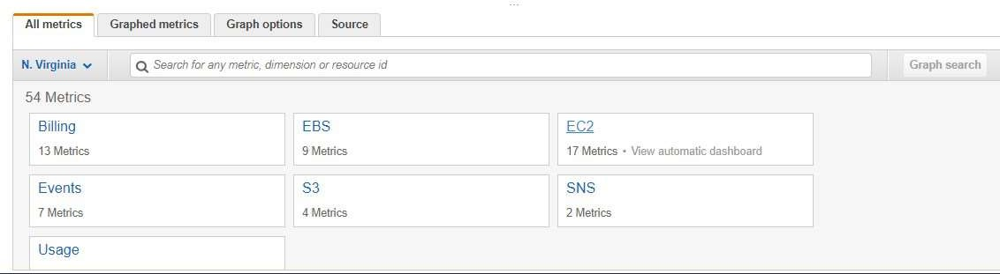 All metrics Graphed metrics Graph options Source
N. Virginia Search for any metric, dimension or resource id Graph search
54 Metrics
Billing EBS EC2
13 Metrics 9 Metrics 17 Metrics • View automatic dashboard
Events S3 SNS
7 Metrics 4 Metrics 2 Metrics
Usage